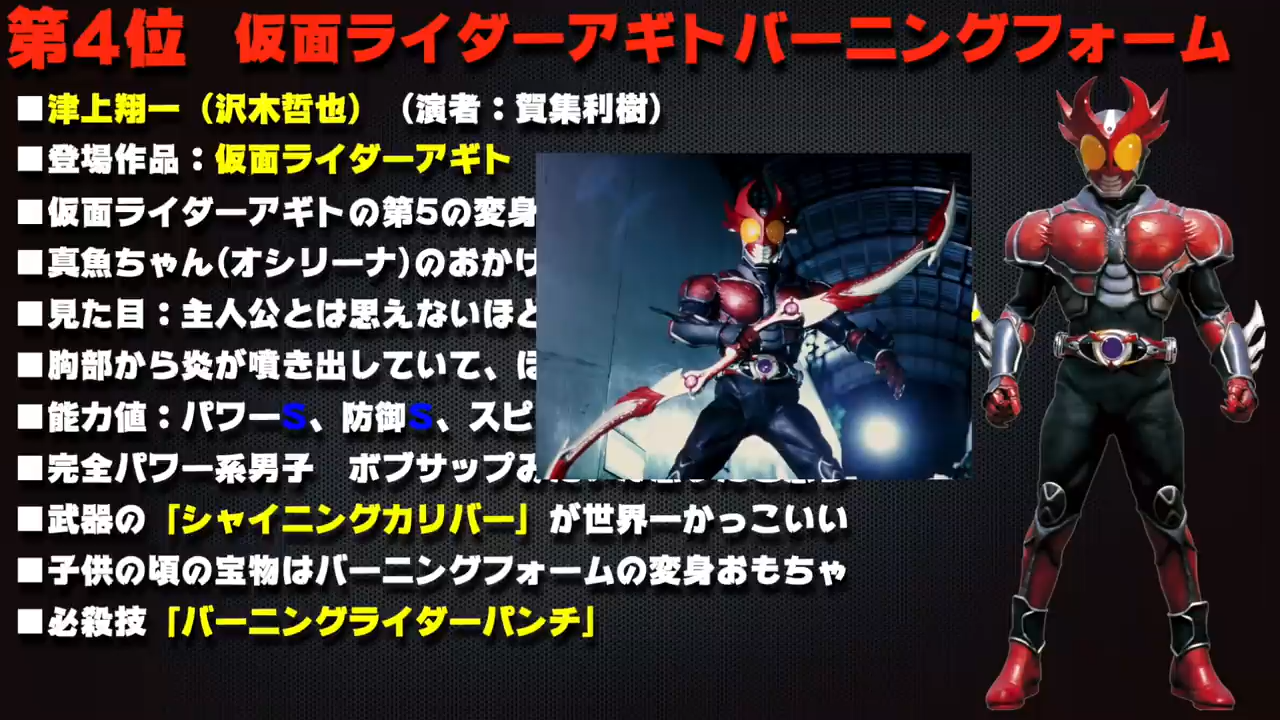 第4位 仮面ライダーアギトバーニングフォーム
■津上翔一（沢木哲也）（演者：賀集利樹）
■登場作品：仮面ライダーアギト
■仮面ライダーアギトの第5の変身
■真魚ちゃん(オシリーナ)のおかげ
■見た目：主人公とは思えないほど
■胸部から炎が噴き出していて、ほ
■能力値：パワーS、防御S、スピ
■完全パワー系男子 ボブサップみ
■武器の「シャイニングカリバー」が世界一かっこいい
■子供の頃の宝物はバーニングフォームの変身おもちゃ
■必殺技「バーニングライダーパンチ」